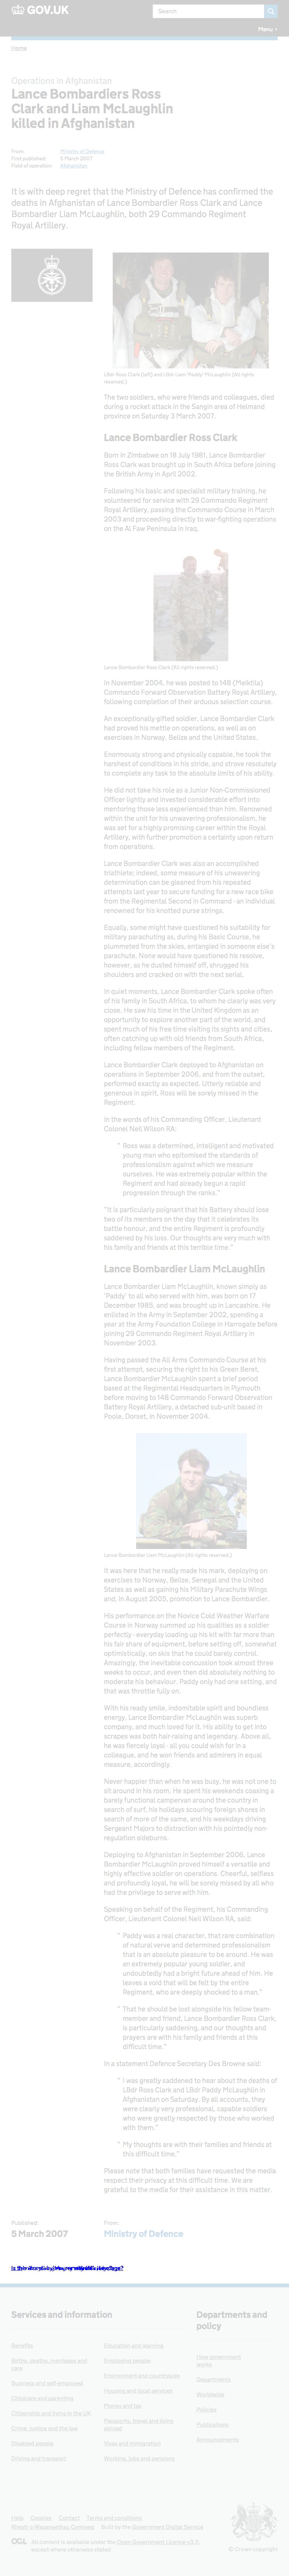 GOV.UK
Search
Menu
Home
Operations in Afghanistan
Lance Bombardiers Ross
Clark and Liam McLaughlin
killed in Afghanistan
From: Ministry of Defence
First published: 5 March 2007
Field of operation: Afghanistan
It is with deep regret that the Ministry of Defence has confirmed the
deaths in Afghanistan of Lance Bombardier Ross Clark and Lance
Bombardier Liam McLaughlin, both 29 Commando Regiment
Royal Artillery.
LBdr Ross Clark (left) and LBdr Liam 'Paddy' McLaughlin (All rights
reserved.)
The two soldiers, who were friends and colleagues, died
during a rocket attack in the Sangin area of Helmand
province on Saturday 3 March 2007.
Lance Bombardier Ross Clark
Born in Zimbabwe on 18 July 1981, Lance Bombardier
Ross Clark was brought up in South Africa before joining
the British Army in April 2002.
Following his basic and specialist military training, he
volunteered for service with 29 Commando Regiment
Royal Artillery, passing the Commando Course in March
2003 and proceeding directly to war-fighting operations
on the Al Faw Peninsula in Iraq.
Lance Bombardier Ross Clark (All rights reserved.)
In November 2004, he was posted to 148 (Meiktila)
Commando Forward Observation Battery Royal Artillery,
following completion of their arduous selection course.
An exceptionally gifted soldier, Lance Bombardier Clark
had proved his mettle on operations, as well as on
exercises in Norway, Belize and the United States.
Enormously strong and physically capable, he took the
harshest of conditions in his stride, and strove resolutely
to complete any task to the absolute limits of his ability.
He did not take his role as a Junior Non-Commissioned
Officer lightly and invested considerable effort into
mentoring those less experienced than him. Renowned
within the unit for his unwavering professionalism, he
was set for a highly promising career within the Royal
Artillery, with further promotion a certainty upon return
from operations.
Lance Bombardier Clark was also an accomplished
triathlete; indeed, some measure of his unwavering
determination can be gleaned from his repeated
attempts last year to secure funding for a new race bike
from the Regimental Second in Command - an individual
renowned for his knotted purse strings.
Equally, some might have questioned his suitability for
military parachuting as, during his Basic Course, he
plummeted from the skies, entangled in someone else's
parachute. None would have questioned his resolve,
however, as he dusted himself off, shrugged his
shoulders and cracked on with the next serial.
In quiet moments, Lance Bombardier Clark spoke often
of his family in South Africa, to whom he clearly was very
close. He saw his time in the United Kingdom as an
opportunity to explore another part of the world, and
spent much of his free time visiting its sights and cities,
often catching up with old friends from South Africa,
including fellow members of the Regiment.
Lance Bombardier Clark deployed to Afghanistan on
operations in September 2006, and from the outset,
performed exactly as expected. Utterly reliable and
generous in spirit, Ross will be sorely missed in the
Regiment.
In the words of his Commanding Officer, Lieutenant
Colonel Neil Wilson RA:
" Ross was a determined, intelligent and motivated
young man who epitomised the standards of
professionalism against which we measure
ourselves. He was extremely popular within the
Regiment and had already begun a rapid
progression through the ranks."
"It is particularly poignant that his Battery should lose
two of its members on the day that it celebrates its
battle honour, and the entire Regiment is profoundly
saddened by his loss. Our thoughts are very much with
his family and friends at this terrible time."
Lance Bombardier Liam McLaughlin
Lance Bombardier Liam McLaughlin, known simply as
'Paddy' to all who served with him, was born on 17
December 1985, and was brought up in Lancashire. He
enlisted in the Army in September 2002, spending a
year at the Army Foundation College in Harrogate before
joining 29 Commando Regiment Royal Artillery in
November 2003.
Having passed the All Arms Commando Course at his
first attempt, securing the right to his Green Beret,
Lance Bombardier McLaughlin spent a brief period
based at the Regimental Headquarters in Plymouth
before moving to 148 Commando Forward Observation
Battery Royal Artillery, a detached sub-unit based in
Poole, Dorset, in November 2004.
Lance Bombardier Liam McLaughlin (All rights reserved.)
It was here that he really made his mark, deploying on
exercises to Norway, Belize, Senegal and the United
States as well as gaining his Military Parachute Wings
and, in August 2005, promotion to Lance Bombardier.
His performance on the Novice Cold Weather Warfare
Course in Norway summed up his qualities as a soldier
perfectly - everyday loading up his kit with far more than
his fair share of equipment, before setting off, somewhat
optimistically, on skis that he could barely control.
Amazingly, the inevitable concussion took almost three
weeks to occur, and even then did absolutely nothing to
moderate his behaviour. Paddy only had one setting, and
that was throttle fully on.
With his ready smile, indomitable spirit and boundless
energy, Lance Bombardier McLaughlin was superb
company, and much loved for it. His ability to get into
scrapes was both hair-raising and legendary. Above all,
he was fiercely loyal - all you could wish for in a
colleague, and he won friends and admirers in equal
measure, accordingly.
Never happier than when he was busy, he was not one to
sit around in his room. He spent his weekends coaxing a
barely functional campervan around the country in
search of surf, his holidays scouring foreign shores in
search of more of the same, and his weekdays driving
Sergeant Majors to distraction with his pointedly non-
regulation sideburns.
Deploying to Afghanistan in September 2006, Lance
Bombardier McLaughlin proved himself a versatile and
highly effective soldier on operations. Cheerful, selfless
and profoundly loyal, he will be sorely missed by all who had
the privilege to serve with him.
Speaking on behalf of the Regiment, his Commanding
Officer, Lieutenant Colonel Neil Wilson RA, said:
" Paddy was a real character, that rare combination
of natural verve and determined professionalism
that is an absolute pleasure to be around. He was
an extremely popular young soldier, and
undoubtedly had a bright future ahead of him. He
leaves a void that will be felt by the entire
Regiment, who are deeply shocked to a man."
" That he should be lost alongside his fellow team-
member and friend, Lance Bombardier Ross Clark,
is particularly saddening, and our thoughts and
prayers are with his family and friends at this
difficult time."
In a statement Defence Secretary Des Browne said:
" I was greatly saddened to hear about the deaths of
LBdr Ross Clark and LBdr Paddy McLaughlin in
Afghanistan on Saturday. By all accounts, they
were clearly very professional, capable soldiers
who were greatly respected by those who worked
with them."
" My thoughts are with their families and friends at
this difficult time."
Please note that both families have requested the media
respect their privacy at this difficult time. We are
grateful to the media for their assistance in this matter.
Published: From:
5 March 2007 Ministry of Defence
Services and information
Departments and
policy
Benefits
Births, deaths, marriages and
care
Business and self-employed
Childcare and parenting
Citizenship and living in the UK
Crime, justice and the law
Disabled people
Driving and transport
Education and learning
Employing people
Environment and countryside
Housing and local services
Money and tax
Passports, travel and living
abroad
Visas and immigration
Working, jobs and pensions
How government
works
Departments
Worldwide
Policies
Publications
Announcements
Help Cookies Contact Terms and conditions
Rhestr o Wasanaethau Cymraeg Built by the Government Digital Service
OGL All content is available under the Open Government Licence v3.0,
except where otherwise stated
© Crown copyright